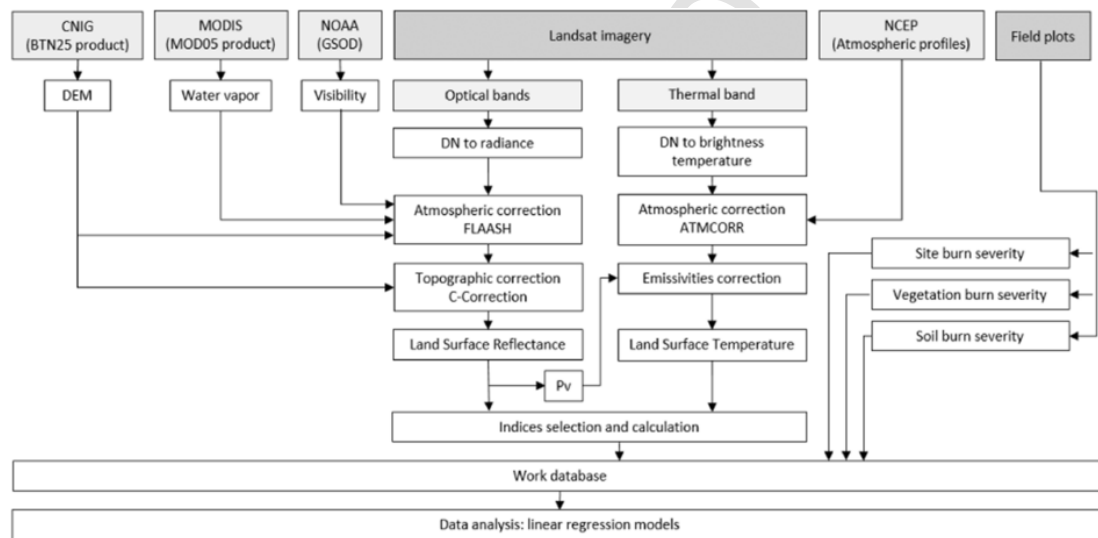 CNIG
(BTN25 product)
MODIS
(MOD05 product)
NOAA
(GSOD)
Landsat imagery
NCEP
(Atmospheric profiles)
Field plots
DEM
Water vapor
Visibility
Optical bands
Thermal band
DN to radiance
DN to brightness
temperature
Atmospheric correction
FLAASH
Atmospheric correction
ATMCORR
Topographic correction
C-Correction
Emissivities correction
Site burn severity
Vegetation burn severity
Soil burn severity
Land Surface Reflectance
Land Surface Temperature
Pv
Indices selection and calculation
Work database
Data analysis: linear regression models